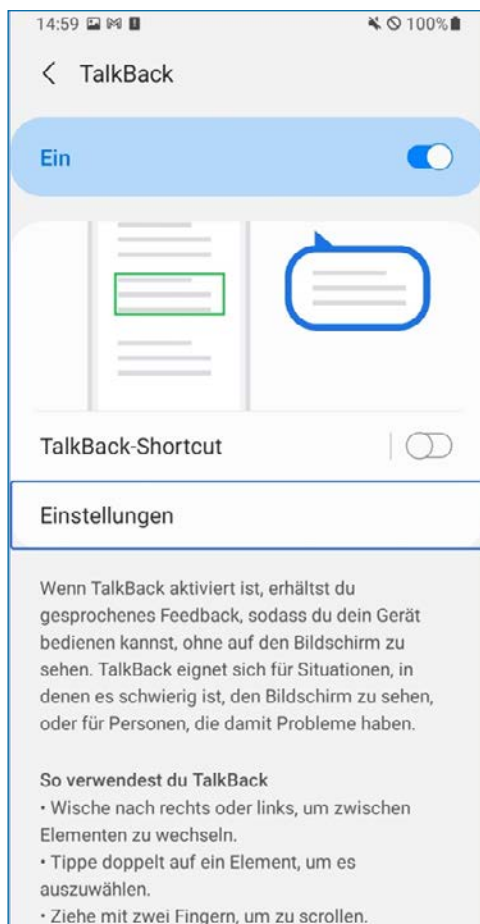 14:59 100%
TalkBack
Ein
TalkBack-Shortcut
Einstellungen
Wenn TalkBack aktiviert ist, erhältst du
gesprochenes Feedback, sodass du dein Gerät
bedienen kannst, ohne auf den Bildschirm zu
sehen. TalkBack eignet sich für Situationen, in
denen es schwierig ist, den Bildschirm zu sehen,
oder für Personen, die damit Probleme haben.
So verwendest du TalkBack
• Wische nach rechts oder links, um zwischen
Elementen zu wechseln.
• Tippe doppelt auf ein Element, um es
auszuwählen.
• Ziehe mit zwei Fingern, um zu scrollen.